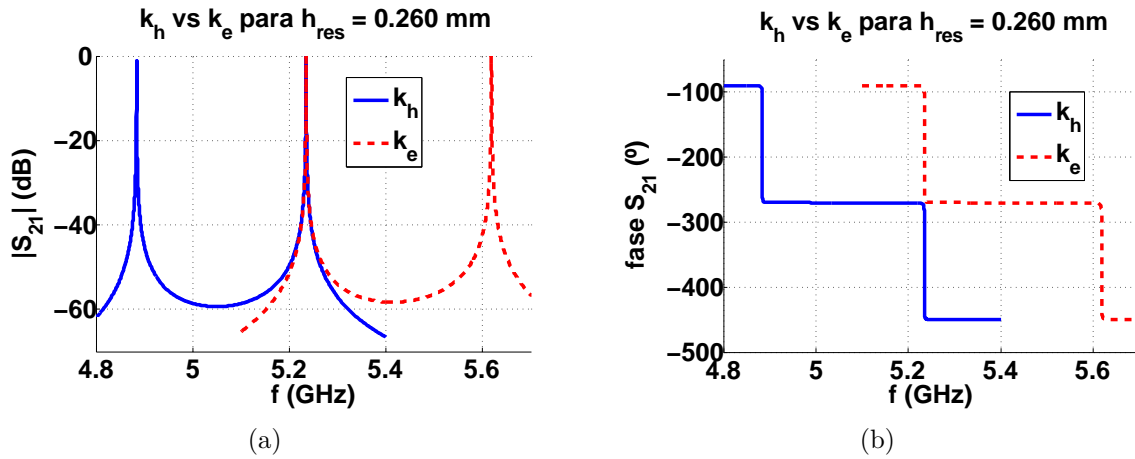 k_h vs k_e para h_res = 0.260 mm
0
−20
−40
−60
|S_21| (dB)
k_h
k_e
4.8 5 5.2 5.4 5.6
f (GHz)
(a)
k_h vs k_e para h_res = 0.260 mm
−100
−200
−300
−400
−500
fase S_21 (º)
k_h
k_e
4.8 5 5.2 5.4 5.6
f (GHz)
(b)